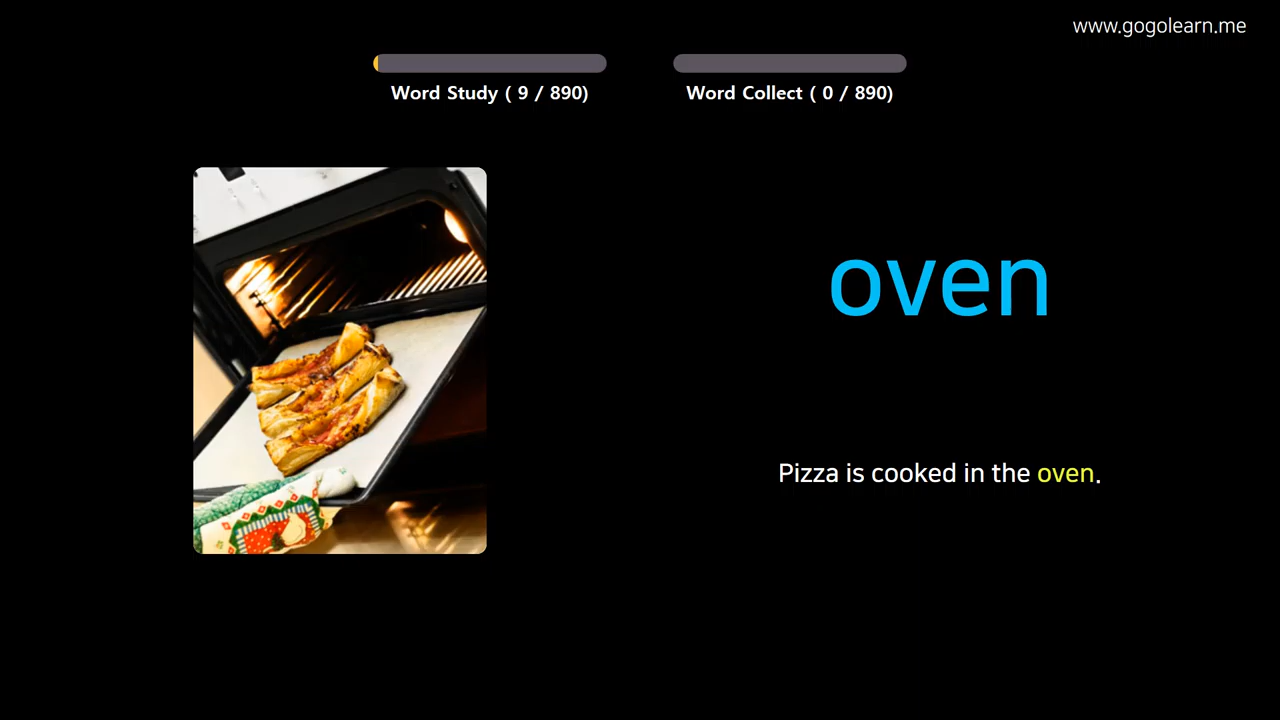 www.gogolearn.me
Word Study ( 9 / 890)
Word Collect ( 0 / 890)
oven
Pizza is cooked in the oven.